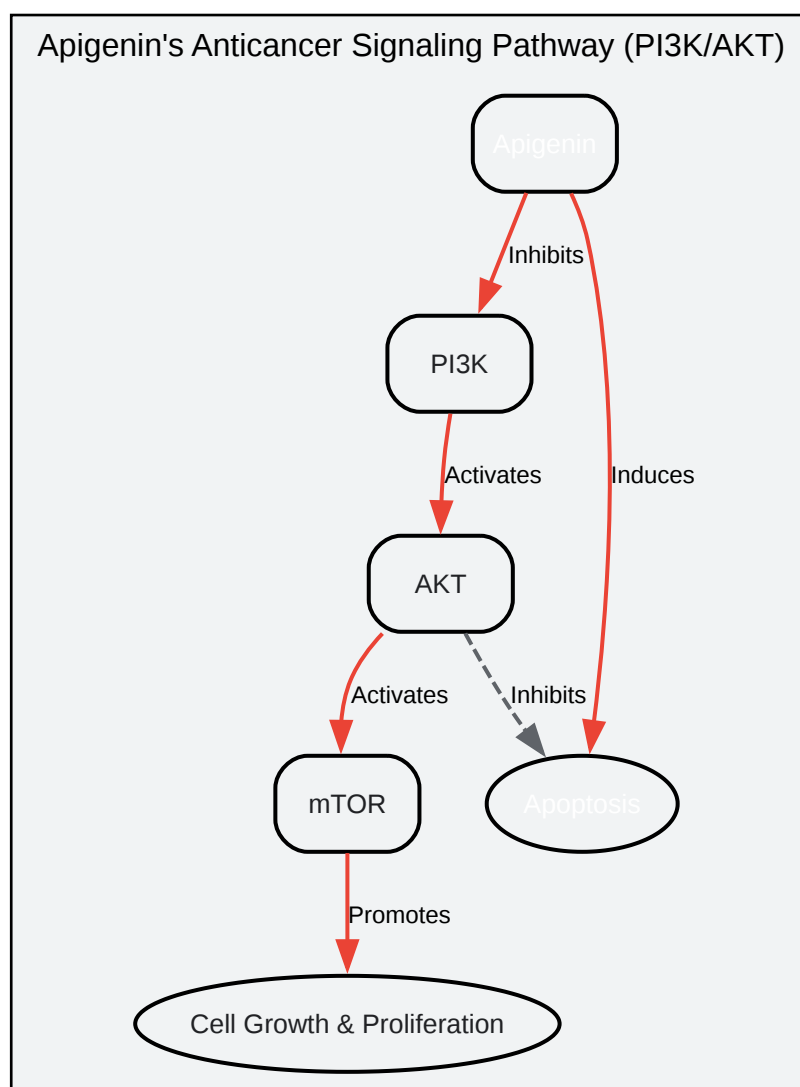 Apigenin's Anticancer Signaling Pathway (PI3K/AKT)
Apigenin
Inhibits
PI3K
Activates
Induces
AKT
Activates
Inhibits
mTOR
Apoptosis
Promotes
Cell Growth & Proliferation